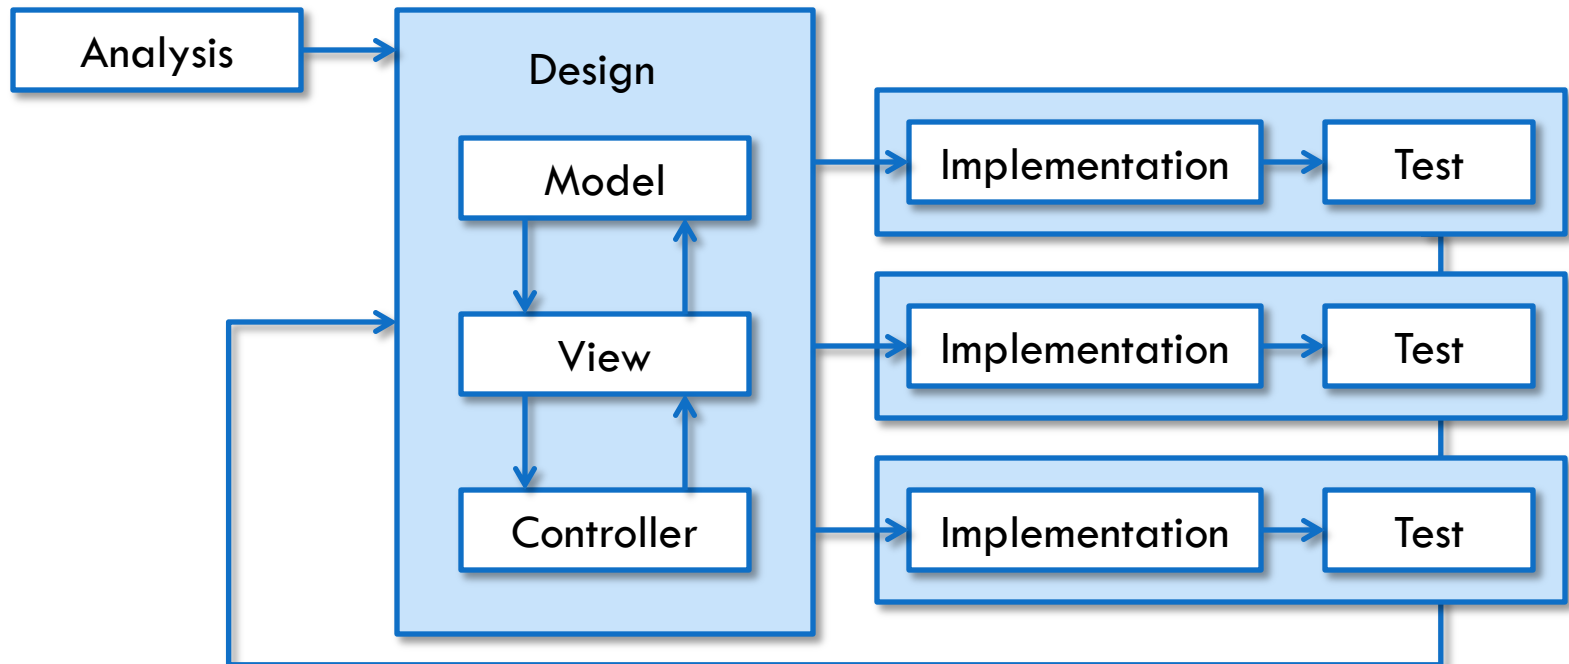 Analysis
Design
Model
View
Controller
Implementation
Test
Implementation
Test
Implementation
Test